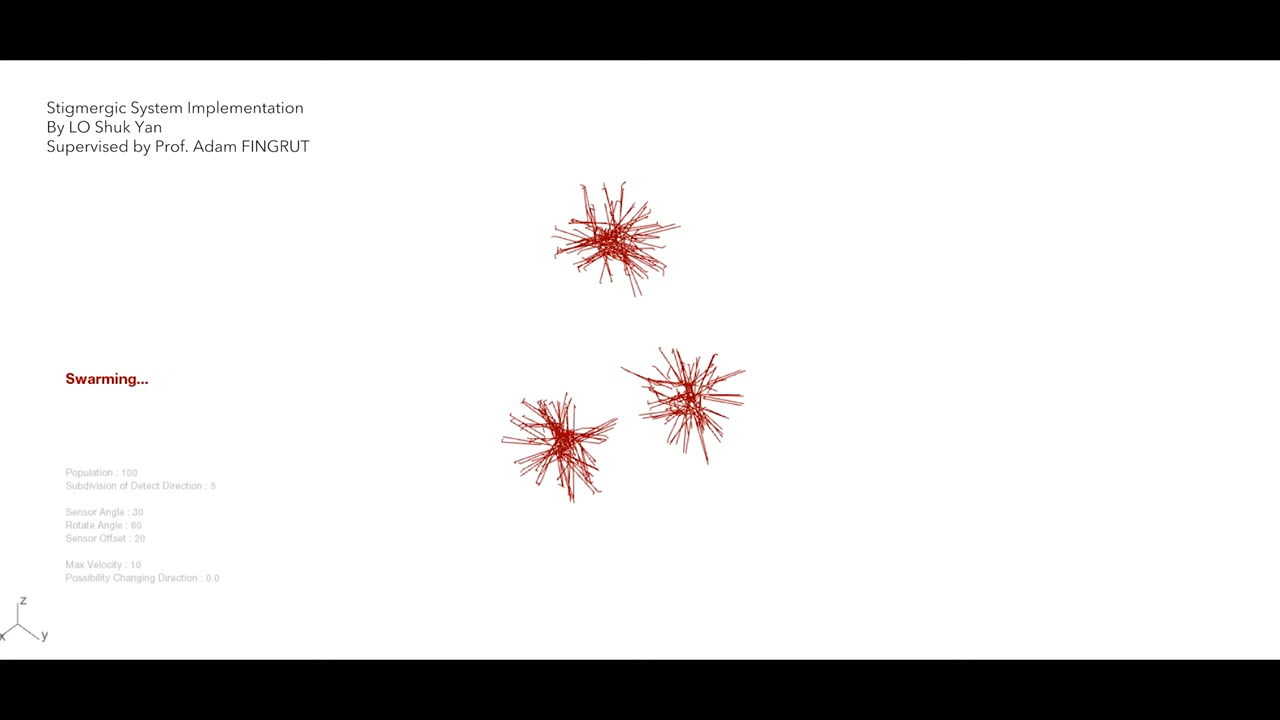 Stigmergic System Implementation
By LO Shuk Yan
Supervised by Prof. Adam FINGRUT
Swarming...
Population : 100
Subdivision of Detect Direction : 5
Sensor Angle : 30
Rotate Angle : 60
Sensor Offset : 20
Max Velocity : 10
Possibility Changing Direction : 0.0
z
x
y